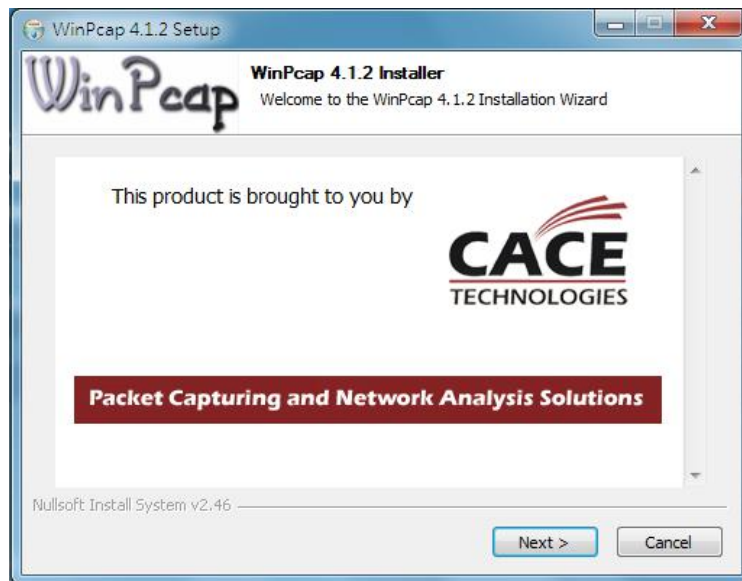 WinPcap 4.1.2 Setup
WinPcap
WinPcap 4.1.2 Installer
Welcome to the WinPcap 4.1.2 Installation Wizard
This product is brought to you by
CACE
TECHNOLOGIES
Packet Capturing and Network Analysis Solutions
Nullsoft Install System v2.46
Next >
Cancel